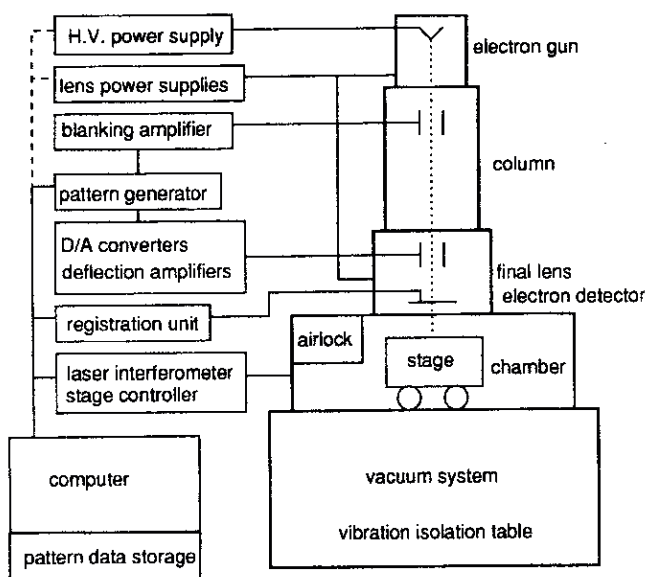 H.V. power supply
lens power supplies
blanking amplifier
pattern generator
D/A converters
deflection amplifiers
registration unit
laser interferometer
stage controller
computer
pattern data storage
electron gun
column
final lens
electron detector
airlock
stage
chamber
vacuum system
vibration isolation table